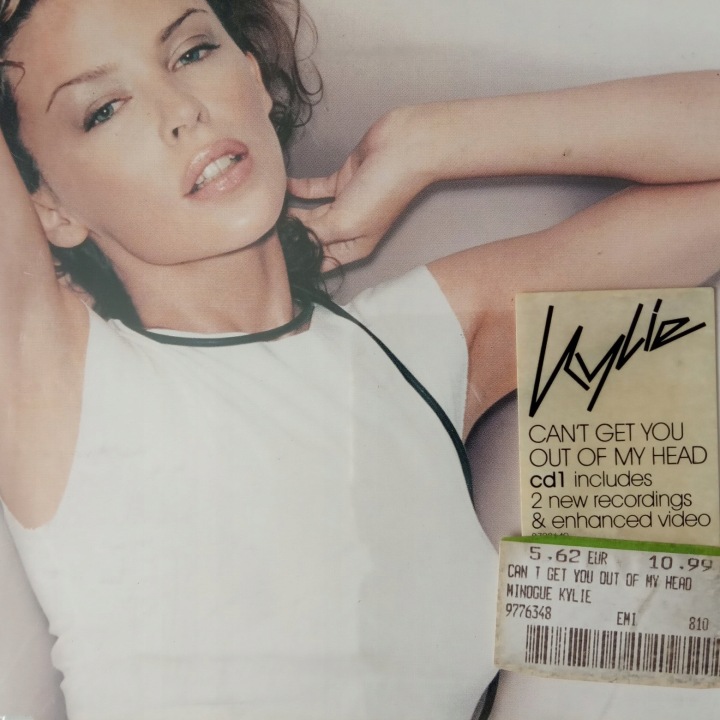 Kylie
CAN'T GET YOU
OUT OF MY HEAD
cd1 includes
2 new recordings
& enhanced video
5.62 EUR 10.99
CAN T GET YOU OUT OF MY HEAD
MINOGUE KYLIE
9776348 EMI 810